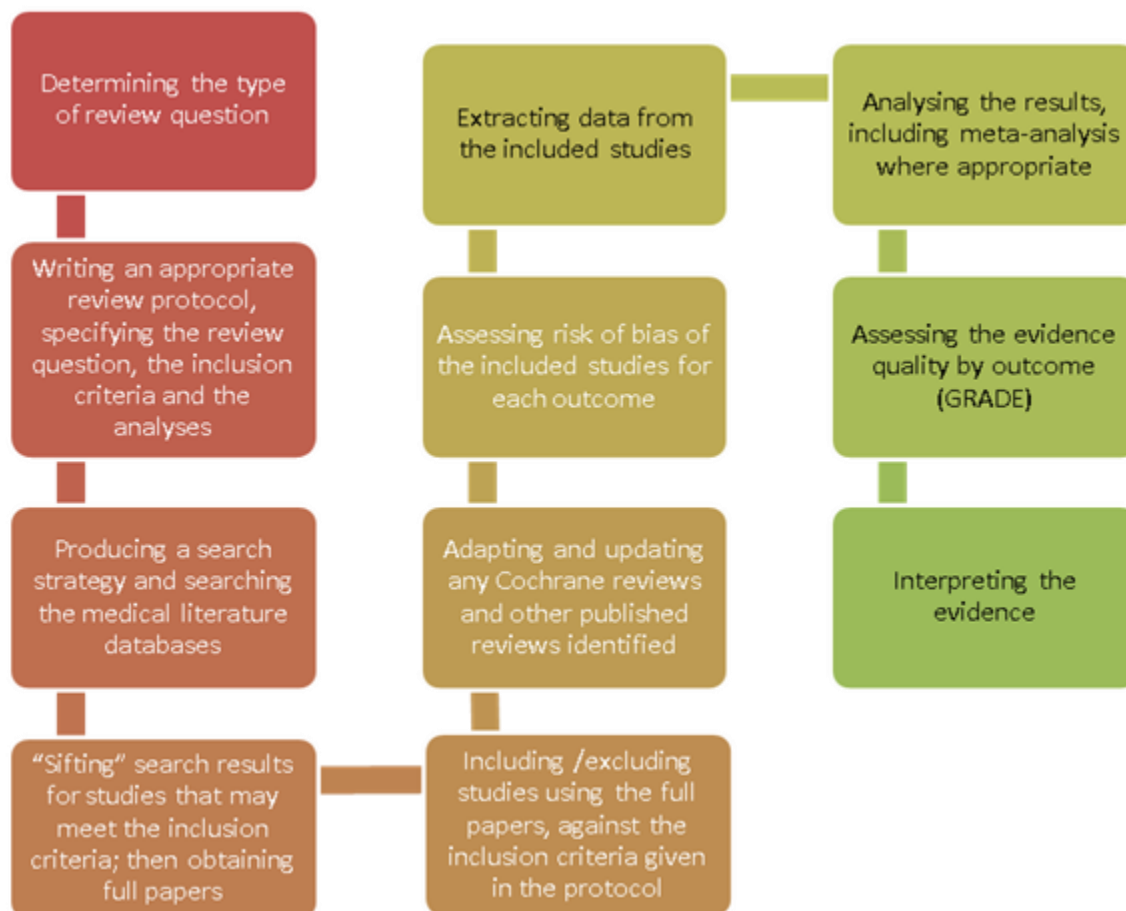 Determining the type
of review question
Writing an appropriate
review protocol,
specifying the review
question, the inclusion
criteria and the
analyses
Producing a search
strategy and searching
the medical literature
databases
“Sifting” search results
for studies that may
meet the inclusion
criteria; then obtaining
full papers
Including /excluding
studies using the full
papers, against the
inclusion criteria given
in the protocol
Adapting and updating
any Cochrane reviews
and other published
reviews identified
Assessing risk of bias of
the included studies for
each outcome
Extracting data from
the included studies
Analysing the results,
including meta-analysis
where appropriate
Assessing the evidence
quality by outcome
(GRADE)
Interpreting the
evidence